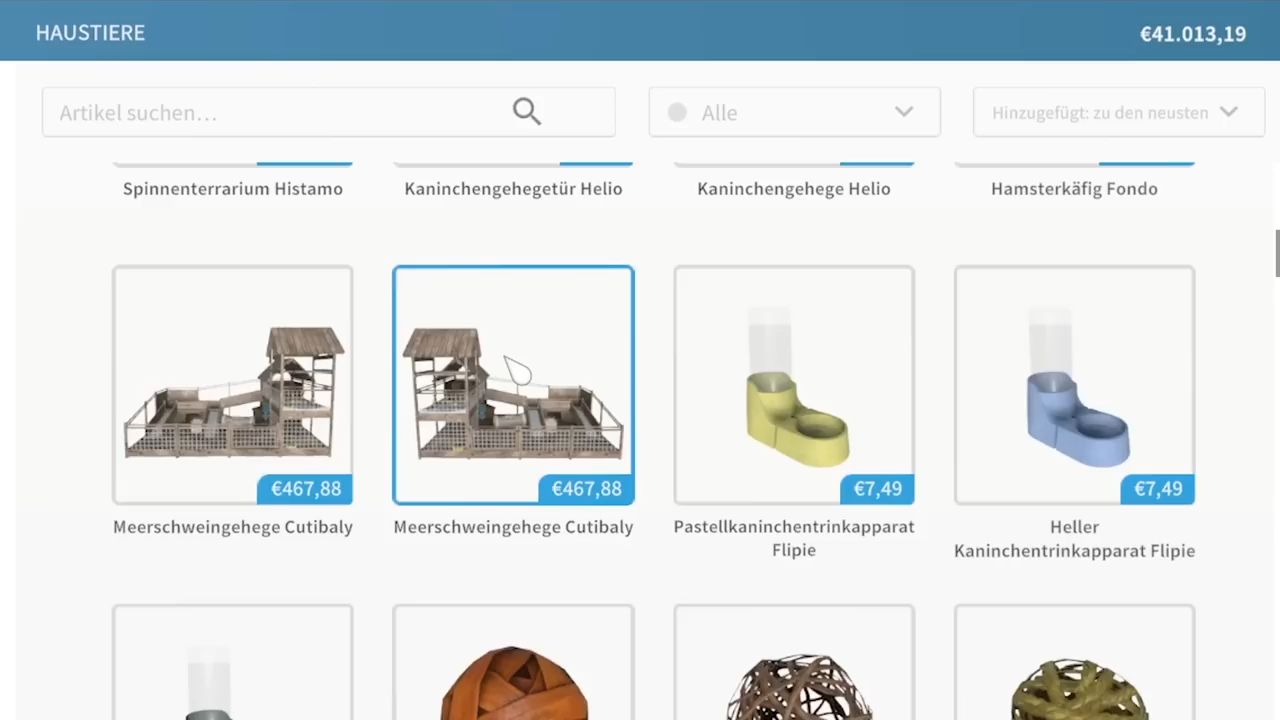 HAUSTIERE
€41.013,19
Artikel suchen…
Alle
Hinzugefügt: zu den neusten
Spinnenterrarium Histamo
Kaninchengehegetür Helio
Kaninchengehege Helio
Hamsterkäfig Fondo
€467,88
€467,88
€7,49
€7,49
Meerschweingehege Cutibaly
Meerschweingehege Cutibaly
Pastellkaninchentrinkapparat
Flipie
Heller
Kaninchentrinkapparat Flipie